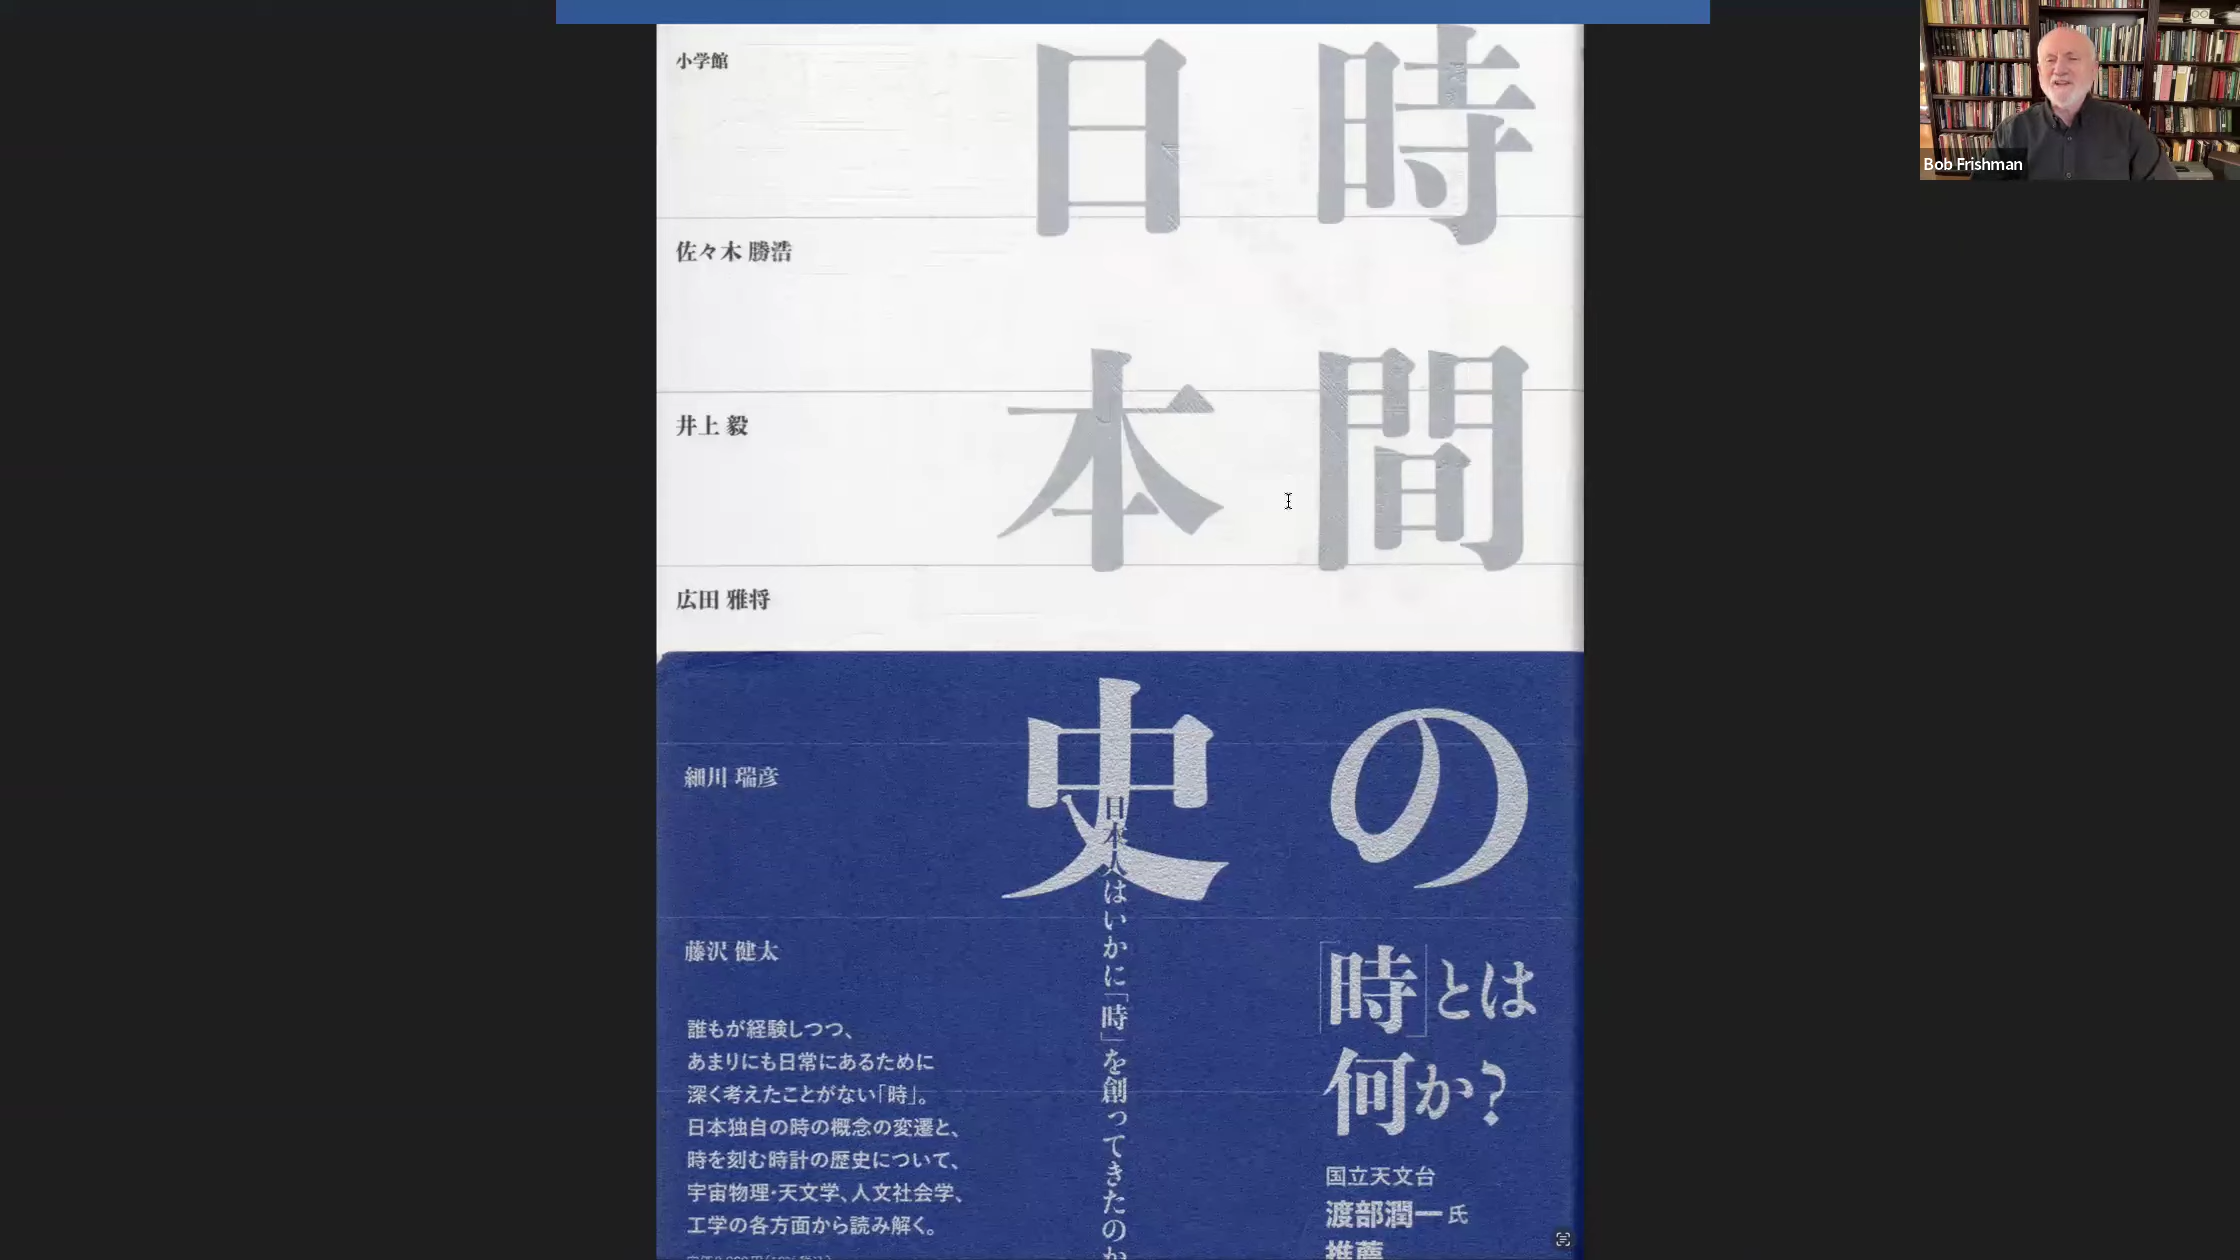 時間の
日本史
小学館
佐々木 勝浩
井上 毅
広田 雅将
細川 瑞彦
藤沢 健太
日本人はいかに「時」を創ってきたのか
「時」とは
何か?
国立天文台
渡部潤一氏
推薦
誰もが経験しつつ、
あまりにも日常にあるために
深く考えたことがない「時」。
日本独自の時の概念の変遷と、
時を刻む時計の歴史について、
宇宙物理・天文学、人文社会学、
工学の各方面から読み解く。
Bob Frishman